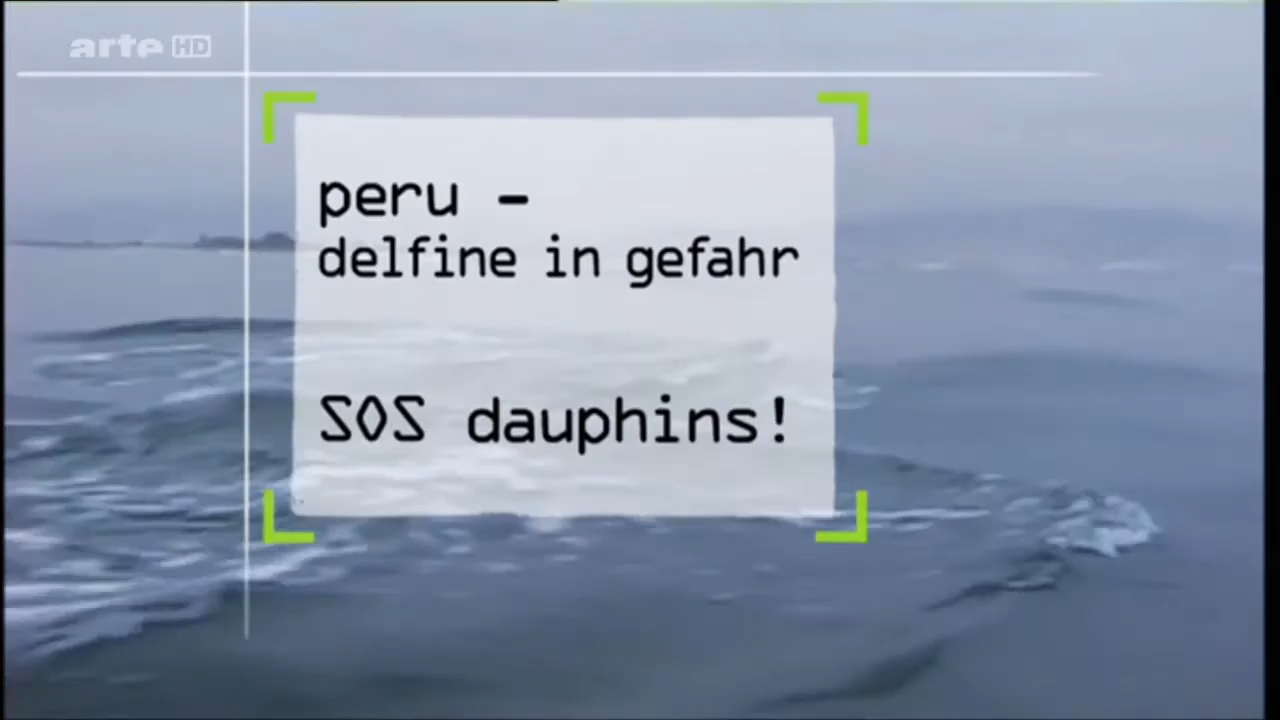 arte HD
peru –
delfine in gefahr
SOS dauphins!